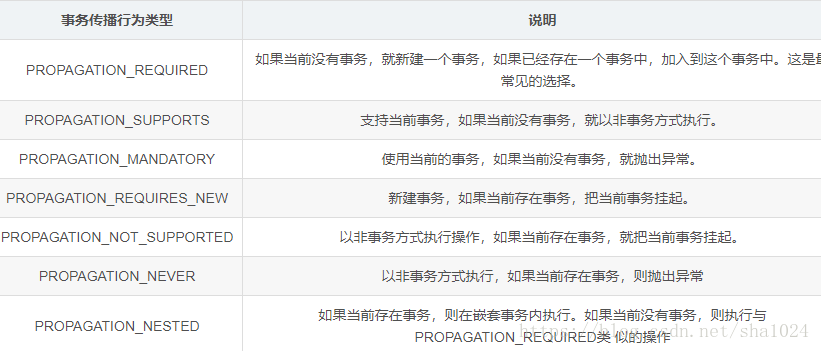 事务传播行为类型 说明
如果当前没有事务，就新建一个事务，如果已经存在一个事务中，加入到这个事务中。这是
PROPAGATION_REQUIRED
常见的选择。
PROPAGATION_SUPPORTS 支持当前事务，如果当前没有事务，就以非事务方式执行。
PROPAGATION_MANDATORY 使用当前的事务，如果当前没有事务，就抛出异常。
PROPAGATION_REQUIRES_NEW 新建事务，如果当前存在事务，把当前事务挂起。
PROPAGATION_NOT_SUPPORTED 以非事务方式执行操作，如果当前存在事务，就把当前事务挂起。
PROPAGATION_NEVER 以非事务方式执行，如果当前存在事务，则抛出异常
如果当前存在事务，则在嵌套事务内执行。如果当前没有事务，则执行与
PROPAGATION_NESTED
PROPAGATION_REQUIRED类 似的操作
https://blog.csdn.net/sha1024